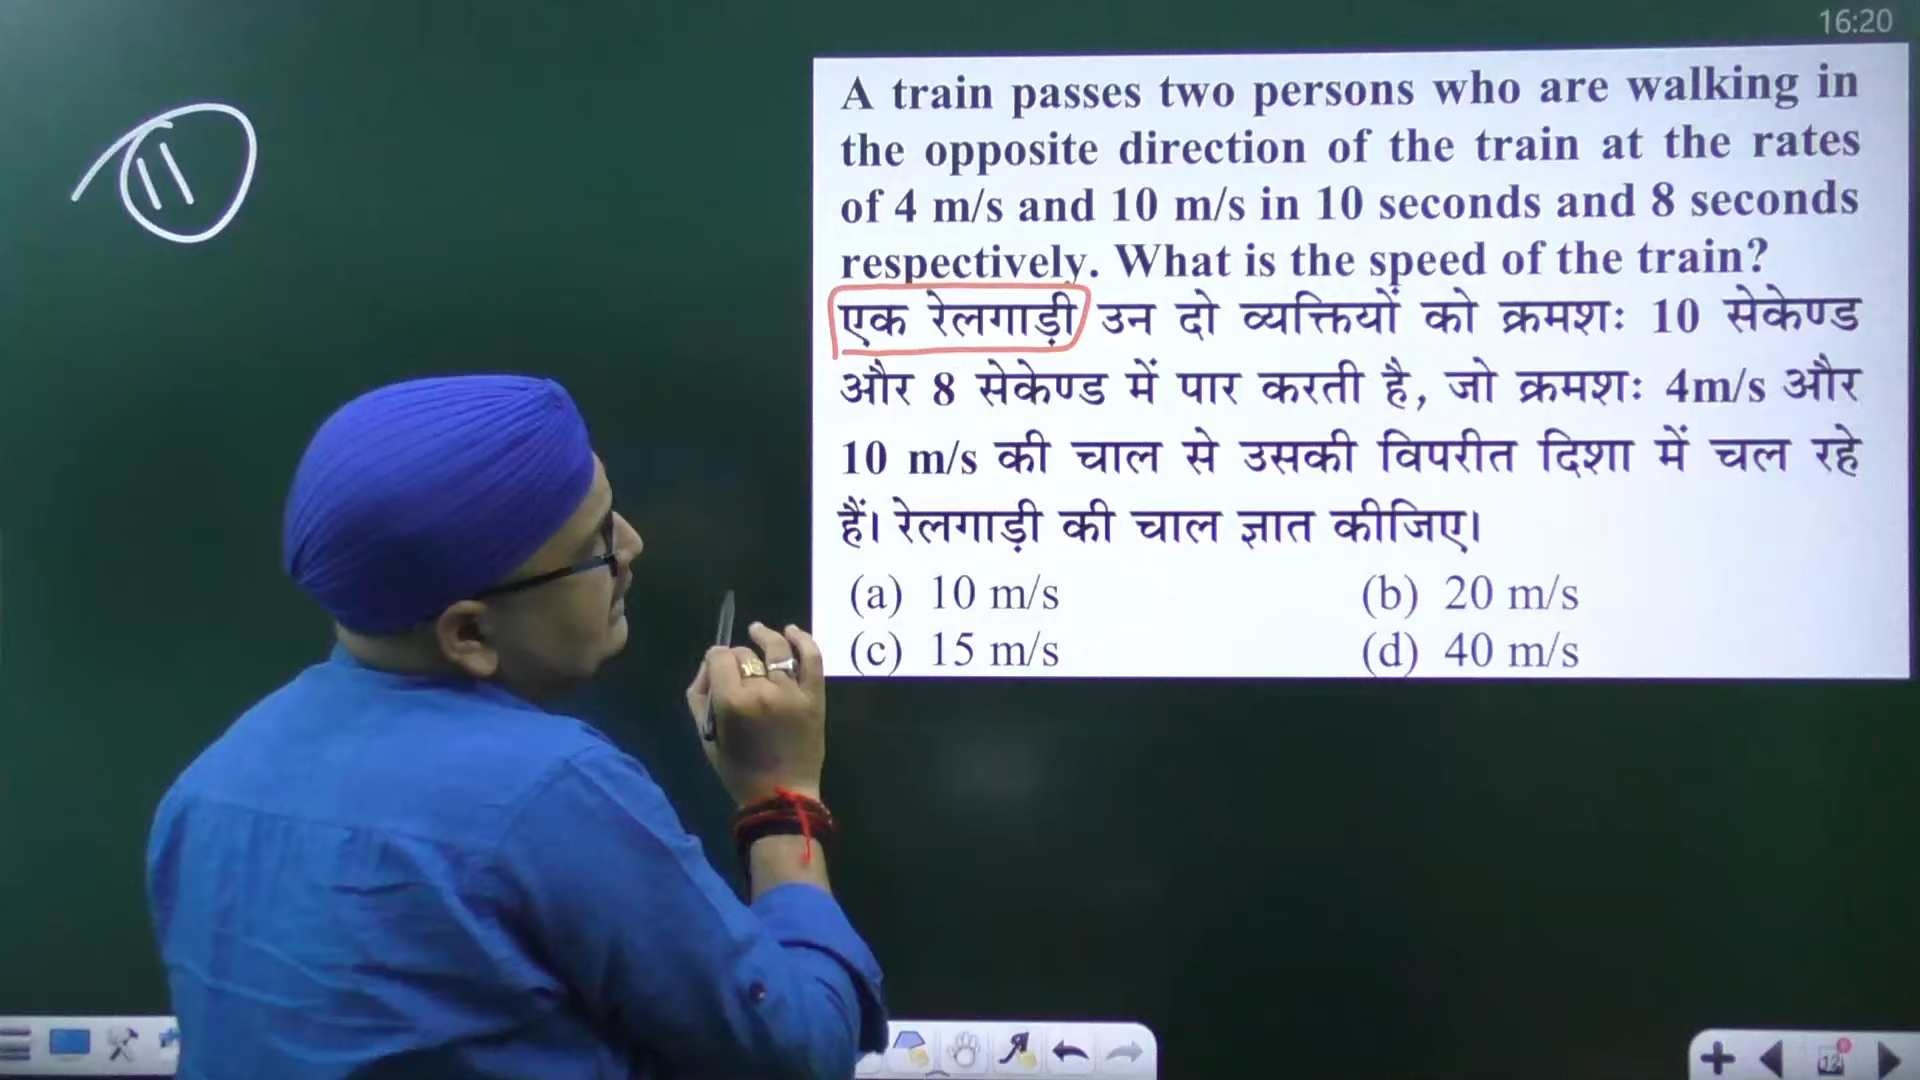 16:20
11
A train passes two persons who are walking in
the opposite direction of the train at the rates
of 4 m/s and 10 m/s in 10 seconds and 8 seconds
respectively. What is the speed of the train?
एक रेलगाड़ी उन दो व्यक्तियों को क्रमशः 10 सेकेण्ड
और 8 सेकेण्ड में पार करती है, जो क्रमशः 4m/s और
10 m/s की चाल से उसकी विपरीत दिशा में चल रहे
हैं। रेलगाड़ी की चाल ज्ञात कीजिए।
(a) 10 m/s (b) 20 m/s
(c) 15 m/s (d) 40 m/s
12